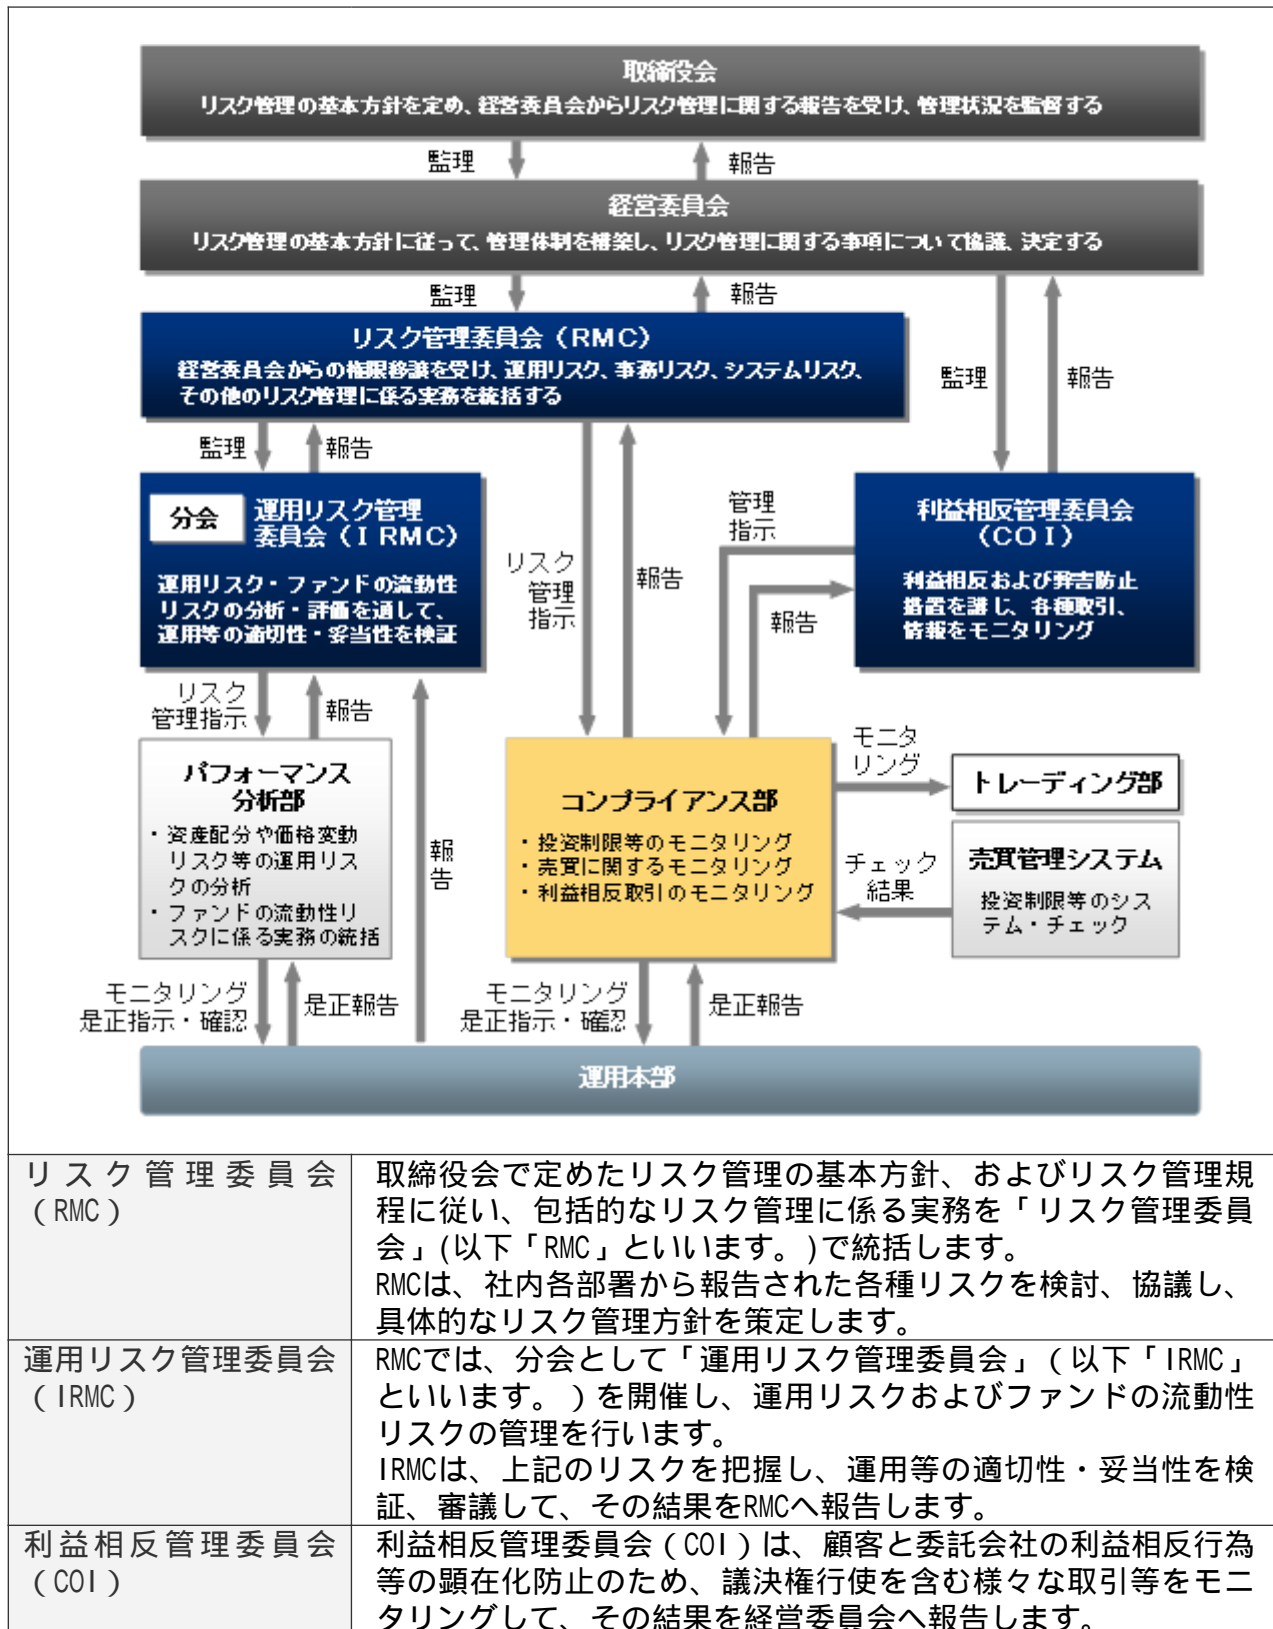 取締役会
リスク管理の基本方針を定め、経営委員会からリスク管理に関する報告を受け、管理状況を監督する
監理
報告
経営委員会
リスク管理の基本方針に従って、管理体制を構築し、リスク管理に関する事項について協議、決定する
監理
報告
リスク管理委員会（RMC）
経営委員会からの権限移譲を受け、運用リスク、事務リスク、システムリスク、
その他のリスク管理に係る実務を統括する
監理
報告
監理
報告
分会
運用リスク管理
委員会（IRMC）
運用リスク・ファンドの流動性
リスクの分析・評価を通して、
運用等の適切性・妥当性を検証
リスク
管理
指示
報告
管理
指示
報告
利益相反管理委員会
（COI）
利益相反および弊害防止
措置を講じ、各種取引、
情報をモニタリング
リスク
管理指示
報告
パフォーマンス
分析部
・資産配分や価格変動
リスク等の運用リス
クの分析
・ファンドの流動性リ
スクに係る実務の統括
報
告
コンプライアンス部
・投資制限等のモニタリング
・売買に関するモニタリング
・利益相反取引のモニタリング
モニタ
リング
トレーディング部
チェック
結果
売買管理システム
投資制限等のシス
テム・チェック
モニタリング
是正指示・確認
是正報告
モニタリング
是正指示・確認
是正報告
運用本部
リスク管理委員会
（RMC）
取締役会で定めたリスク管理の基本方針、およびリスク管理規
程に従い、包括的なリスク管理に係る実務を「リスク管理委員
会」(以下「RMC」といいます。)で統括します。
RMCは、社内各部署から報告された各種リスクを検討、協議し、
具体的なリスク管理方針を策定します。
運用リスク管理委員会
（IRMC）
RMCでは、分会として「運用リスク管理委員会」（以下「IRMC」
といいます。）を開催し、運用リスクおよびファンドの流動性
リスクの管理を行います。
IRMCは、上記のリスクを把握し、運用等の適切性・妥当性を検
証、審議して、その結果をRMCへ報告します。
利益相反管理委員会
（COI）
利益相反管理委員会（COI）は、顧客と委託会社の利益相反行為
等の顕在化防止のため、議決権行使を含む様々な取引等をモニ
タリングして、その結果を経営委員会へ報告します。